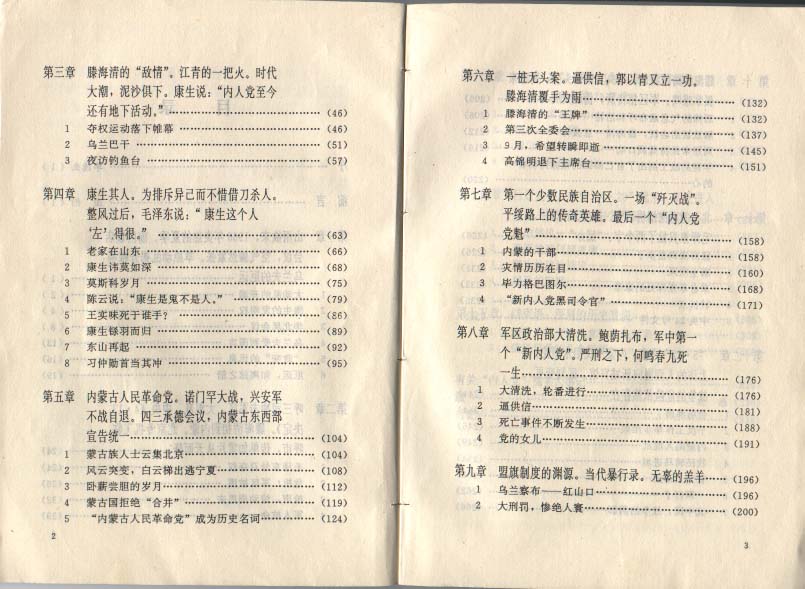 第三章 滕海清的“敌情”。江青的一把火。时代
大潮，泥沙俱下。康生说：“内人党至今
还有地下活动。”……………………（46）
1 夺权运动落下帷幕……………………（46）
2 乌兰巴干……………………（51）
3 夜访钓鱼台……………………（57）
第四章 康生其人。为排斥异己而不惜借刀杀人。
整风过后，毛泽东说：“康生这个人
‘左’得很。”……………………（63）
1 老家在山东……………………（66）
2 康生讳莫如深……………………（68）
3 莫斯科岁月……………………（75）
4 陈云说：“康生是鬼不是人。”……………………（79）
5 王实味死于谁手？……………………（86）
6 康生铩羽而归……………………（89）
7 东山再起……………………（92）
8 习仲勋首当其冲……………………（95）
第五章 内蒙古人民革命党。诺门罕大战，兴安军
不战自退。四三承德会议，内蒙古东西部
宣告统一……………………（104）
1 蒙古族人士云集北京……………………（104）
2 风云突变，白云梯出逃宁夏……………………（108）
3 卧薪尝胆的岁月……………………（112）
4 蒙古国拒绝“合并”……………………（119）
5 “内蒙古人民革命党”成为历史名词……………………（124）
2
第六章 一桩无头案。逼供信，郭以青又立一功。
滕海清覆手为雨……………………（132）
1 滕海清的“王牌”……………………（132）
2 第三次全委会……………………（137）
3 9月，希望转瞬即逝……………………（145）
4 高锦明退下主席台……………………（151）
第七章 第一个少数民族自治区。一场“歼灭战”。
平绥路上的传奇英雄。最后一个“内人党
党魁”……………………（158）
1 内蒙的干部……………………（158）
2 灾情历历在目……………………（160）
3 毕力格巴图尔……………………（168）
4 “新内人党黑司令官”……………………（171）
第八章 军区政治部大清洗。鲍荫扎布，军中第一
个“新内人党”。严刑之下，何鸣春九死
一生……………………（176）
1 大清洗，轮番进行……………………（176）
2 逼供信……………………（181）
3 死亡事件不断发生……………………（188）
4 党的女儿……………………（191）
第九章 盟旗制度的渊源。当代暴行录。无辜的羔羊……（196）
1 乌兰察布——红山口……………………（196）
2 大刑罚，惨绝人寰……………………（200）
3